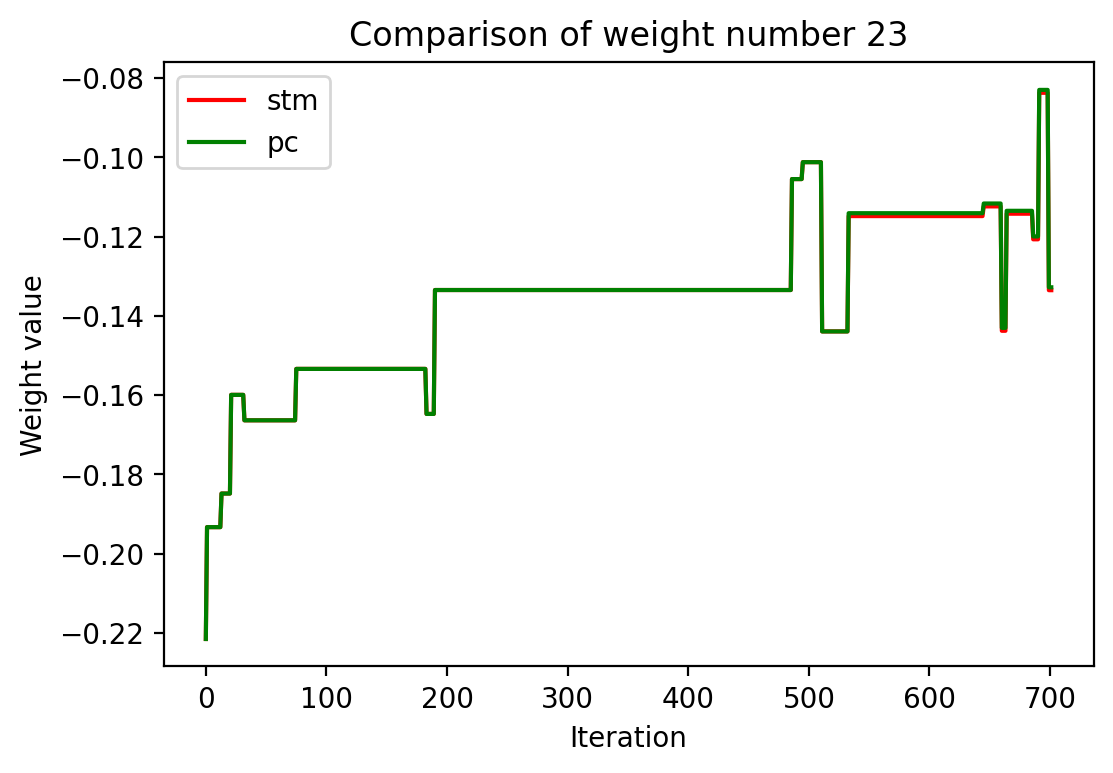 Comparison of weight number 23
stm
pc
Weight value
−0.08
−0.10
−0.12
−0.14
−0.16
−0.18
−0.20
−0.22
0 100 200 300 400 500 600 700
Iteration